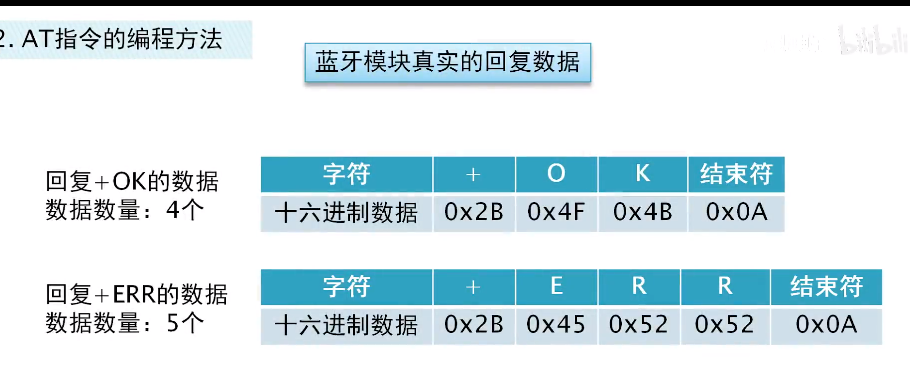 2. AT指令的编程方法
bilibili
蓝牙模块真实的回复数据
回复+OK的数据
数据数量：4个
字符 + O K 结束符
十六进制数据 0x2B 0x4F 0x4B 0x0A
回复+ERR的数据
数据数量：5个
字符 + E R R 结束符
十六进制数据 0x2B 0x45 0x52 0x52 0x0A